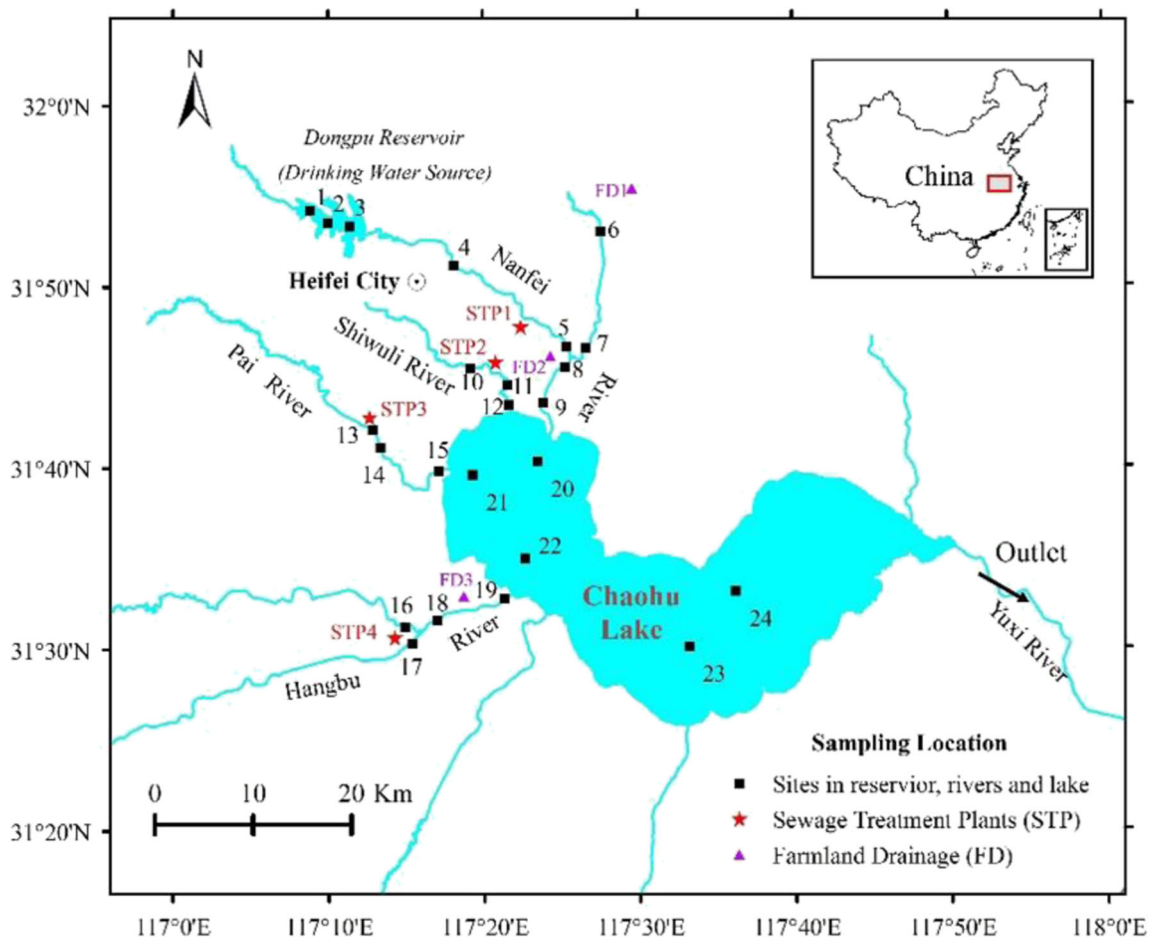 N
32°0'N
31°50'N
31°40'N
31°30'N
31°20'N
117°0'E
117°10'E
117°20'E
117°30'E
117°40'E
117°50'E
118°0'E
Dongpu Reservoir
(Drinking Water Source)
1
2
3
4
Heifei City
Nanfei
River
FD1
6
STP1
5
7
8
FD2
9
Shiwuli River
STP2
10
11
12
Pai River
STP3
13
14
15
21
20
22
FD3
19
18
16
STP4
17
River
Hangbu
Chaohu
Lake
24
23
Outlet
Yuxi River
China
0 10 20 Km
Sampling Location
Sites in reservior, rivers and lake
Sewage Treatment Plants (STP)
Farmland Drainage (FD)